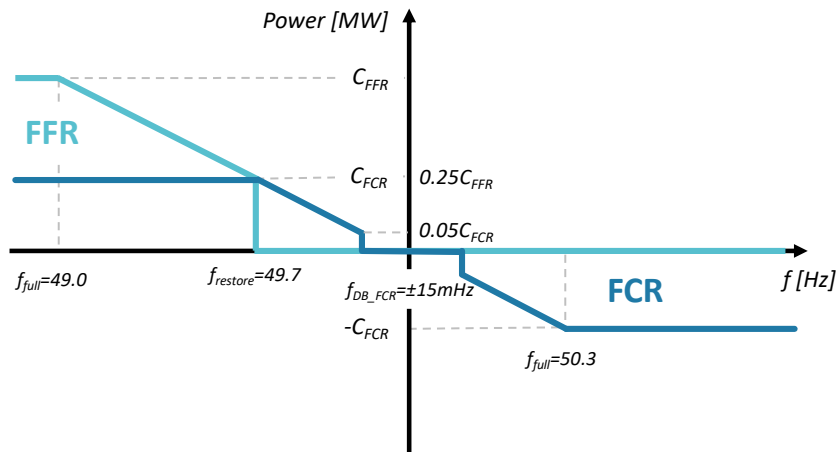 Power [MW]
C_FFR
FFR
C_FCR
0.25C_FFR
0.05C_FCR
f_full=49.0
f_restore=49.7
f_DB_FCR=±15mHz
f [Hz]
FCR
-C_FCR
f_full=50.3